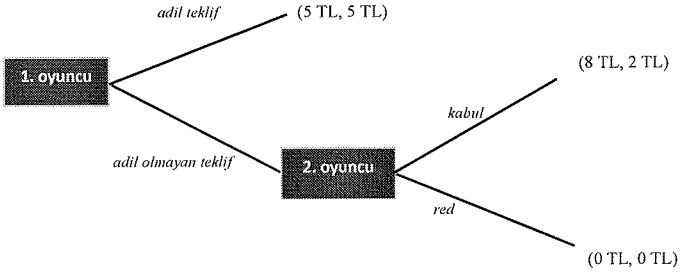 adil teklif
(5 TL, 5 TL)
1. oyuncu
(8 TL, 2 TL)
kabul
adil olmayan teklif
2. oyuncu
red
(0 TL, 0 TL)